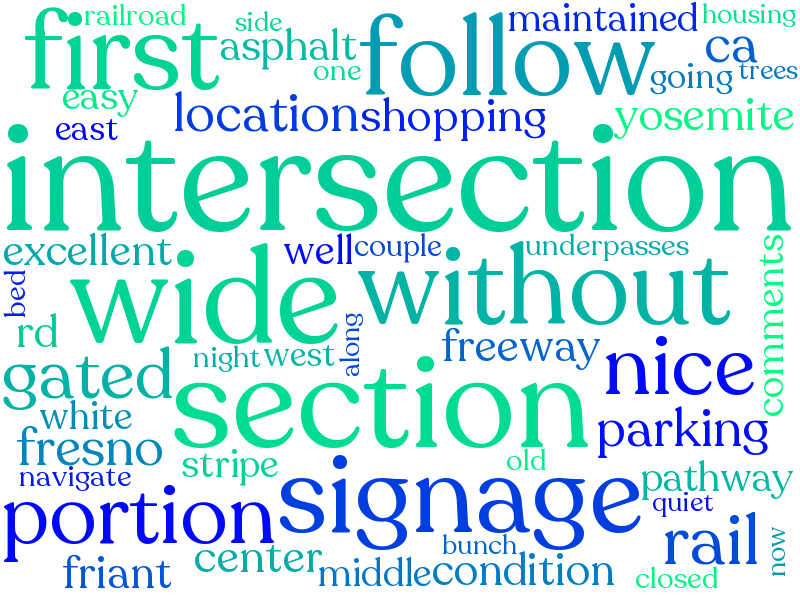 railroad
side
maintained
housing
first
asphalt
follow
ca
one
going
trees
easy
location
shopping
yosemite
east
intersection
excellent
well
couple
underpasses
comments
bed
wide
without
rd
along
freeway
nice
night
west
gated
section
white
parking
fresno
stripe
old
navigate
signage
pathway
quiet
portion
rail
now
center
bunch
friant
middle
condition
closed